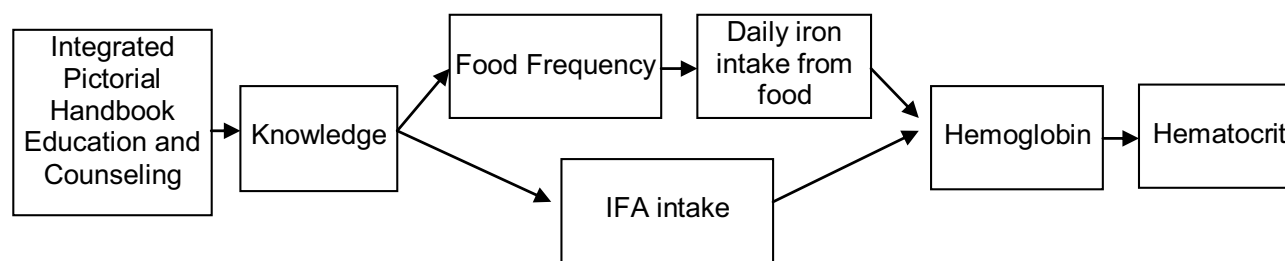 Integrated
Pictorial
Handbook
Education and
Counseling
Knowledge
Food Frequency
Daily iron
intake from
food
IFA intake
Hemoglobin
Hematocrit